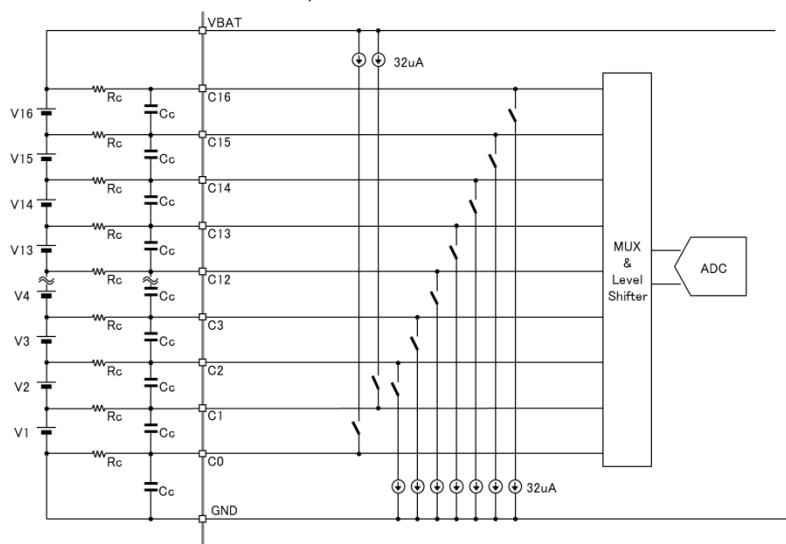 VBAT
32uA
C16
Rc
Cc
V16
C15
Rc
Cc
V15
C14
Rc
Cc
V14
C13
Rc
Cc
V13
C12
Rc
Cc
V4
C3
Rc
Cc
V3
C2
Rc
Cc
V2
C1
Rc
Cc
V1
C0
Rc
Cc
32uA
GND
MUX
&
Level
Shifter
ADC